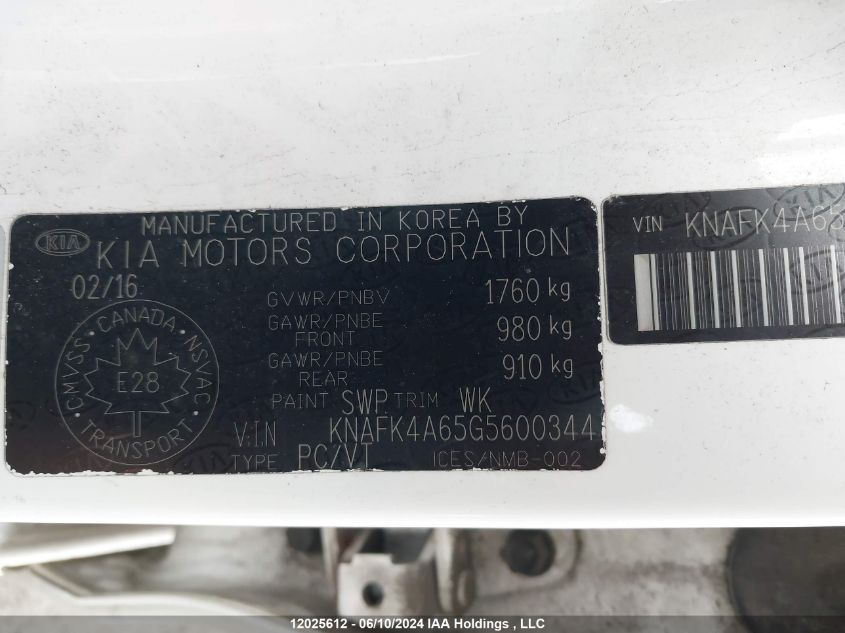 MANUFACTURED IN KOREA BY
KIA KIA MOTORS CORPORATION
02/16
GVWR/PNBV 1760 kg
GAWR/PNBE FRONT 980 kg
GAWR/PNBE REAR 910 kg
PAINT SWP TRIM WK
VIN KNAFK4A65G5600344
TYPE PC/VT ICES/NMB-002
CMVSS · CANADA · NSVAC
E28
TRANSPORT
VIN KNAFK4A65
12025612 - 06/10/2024 IAA Holdings , LLC